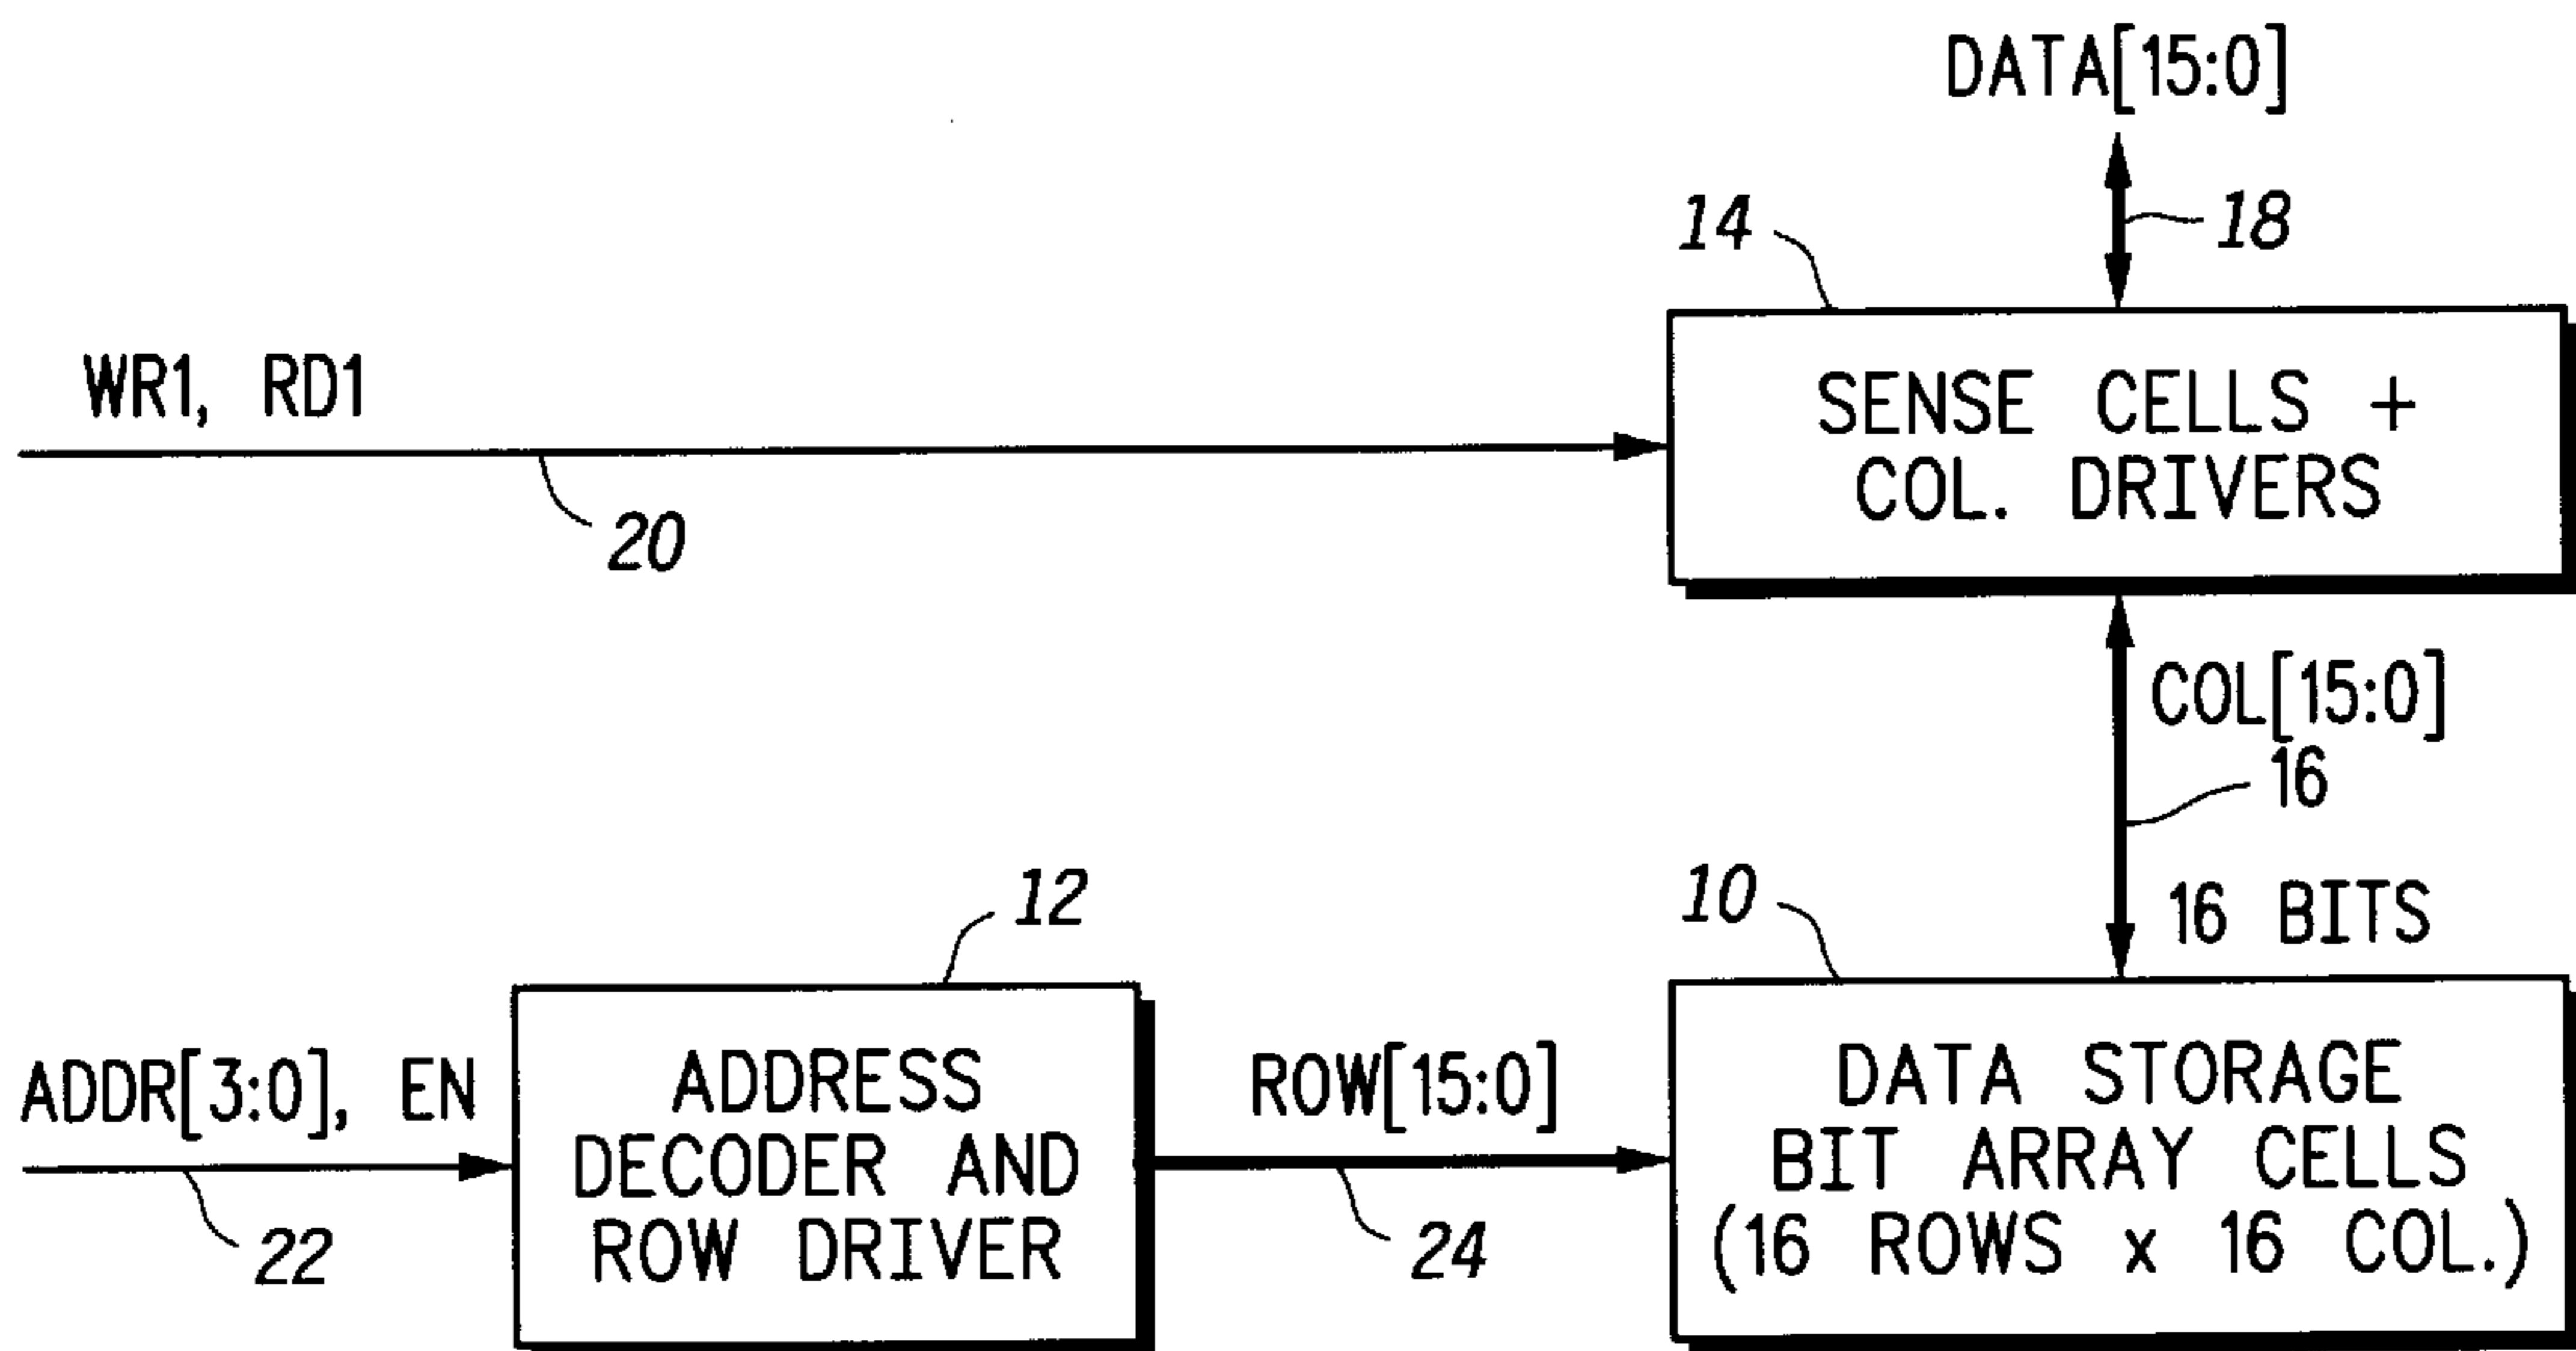 DATA[15:0]
18
14
WR1, RD1
20
SENSE CELLS +
COL. DRIVERS
COL[15:0]
16
16 BITS
12
10
ADDR[3:0], EN
22
ADDRESS
DECODER AND
ROW DRIVER
ROW[15:0]
24
DATA STORAGE
BIT ARRAY CELLS
(16 ROWS x 16 COL.)